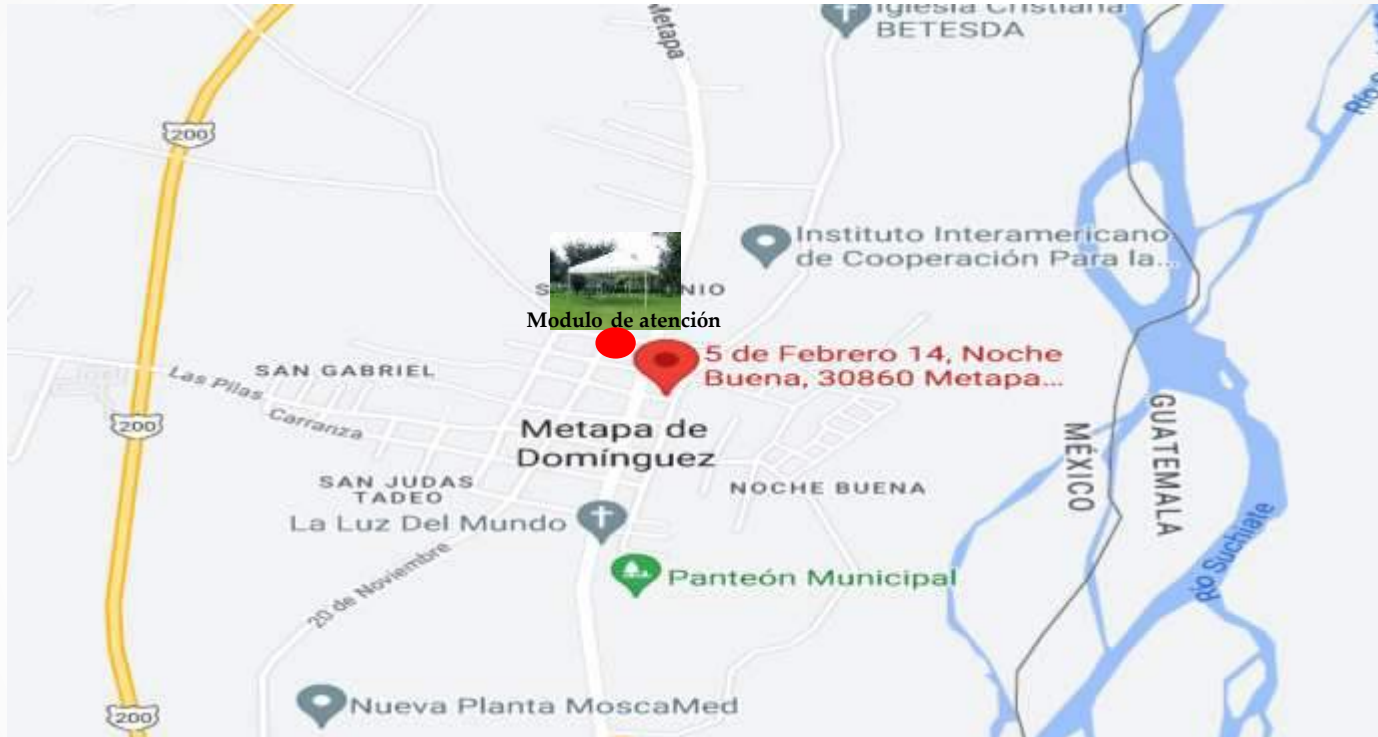 Iglesia Cristiana
BETESDA
Metapa
Río
200
Instituto Interamericano
de Cooperación Para la...
Modulo de atención
5 de Febrero 14, Noche
Buena, 30860 Metapa...
SAN GABRIEL
Las Pilas
Carranza
200
Metapa de
Domínguez
MÉXICO
GUATEMALA
SAN JUDAS
TADEO
NOCHE BUENA
La Luz Del Mundo
Río Suchiate
20 de Noviembre
Panteón Municipal
Nueva Planta MoscaMed
200